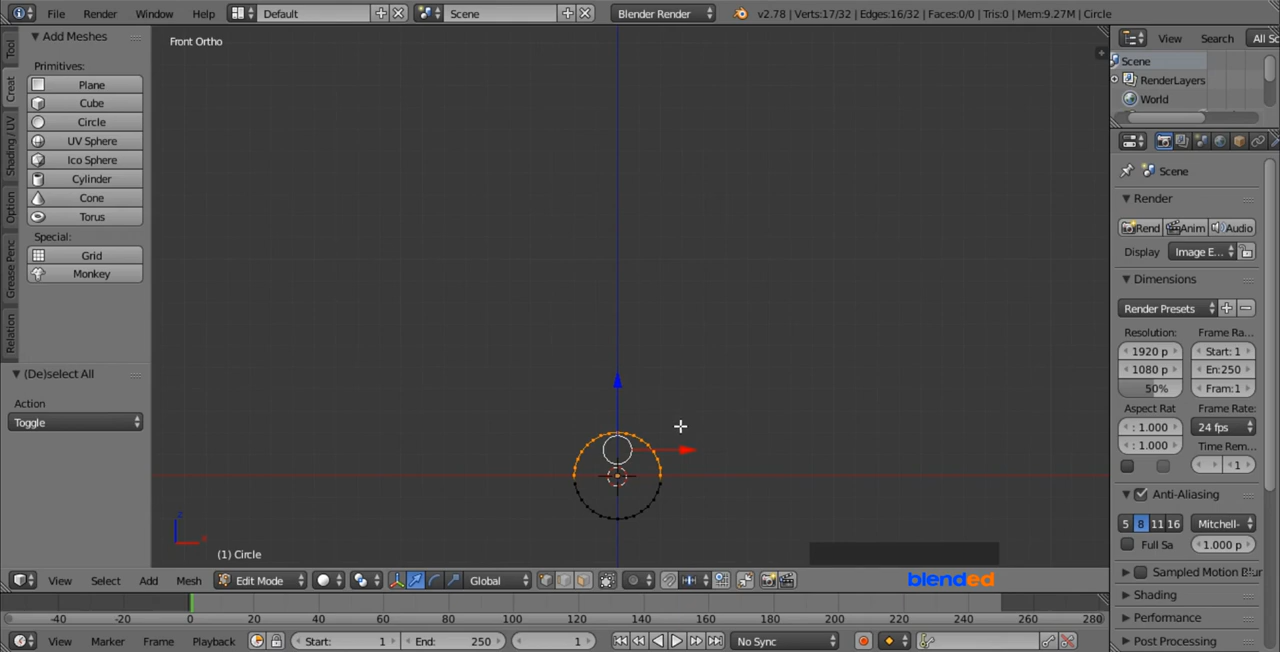 File Render Window Help Default Scene Blender Render v2.78 | Verts:17/32 | Edges:16/32 | Faces:0/0 | Tris:0 | Mem:9.27M | Circle
Tool
Creat
Shading / UV
Option
Grease Penc
Relation
Add Meshes
Primitives:
Plane
Cube
Circle
UV Sphere
Ico Sphere
Cylinder
Cone
Torus
Special:
Grid
Monkey
(De)select All
Action
Toggle
Front Ortho
(1) Circle
View Search All Sc
Scene
RenderLayers
World
Scene
Render
Rend Anim Audio
Display Image E...
Dimensions
Render Presets
Resolution: Frame Ra...
1920 p Start: 1
1080 p En:250
50% Fram:1
Aspect Rat Frame Rate:
: 1.000 24 fps
: 1.000 Time Rem...
1
Anti-Aliasing
5 8 11 16 Mitchell-
Full Sa 1.000 p
Sampled Motion Blur
Shading
Performance
Post Processing
View Select Add Mesh Edit Mode Global blended
-40 -20 0 20 40 60 80 100 120 140 160 180 200 220 240 260 280
View Marker Frame Playback Start: 1 End: 250 1 No Sync